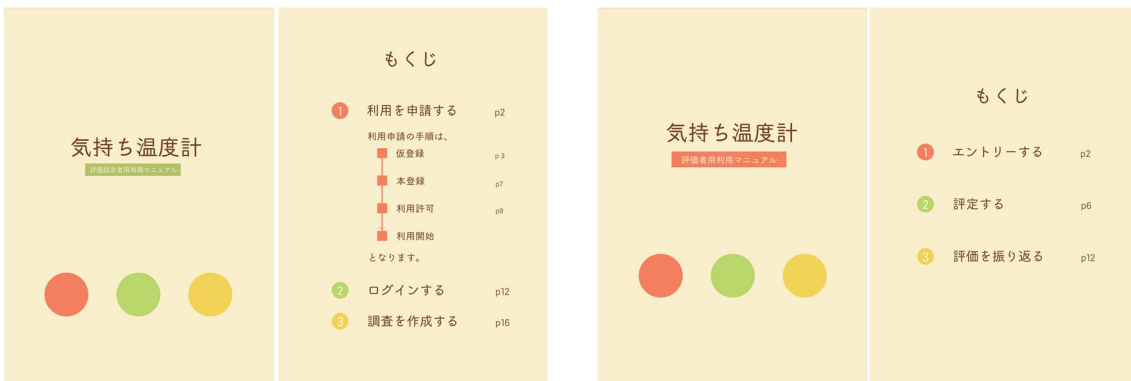 気持ち温度計
評価設定者用利用マニュアル
もくじ
1 利用を申請する p2
利用申請の手順は、
仮登録 p 3
本登録 p7
利用許可 p9
利用開始
となります。
2 ログインする p12
3 調査を作成する p16
気持ち温度計
評価者用利用マニュアル
もくじ
1 エントリーする p2
2 評定する p6
3 評価を振り返る p12